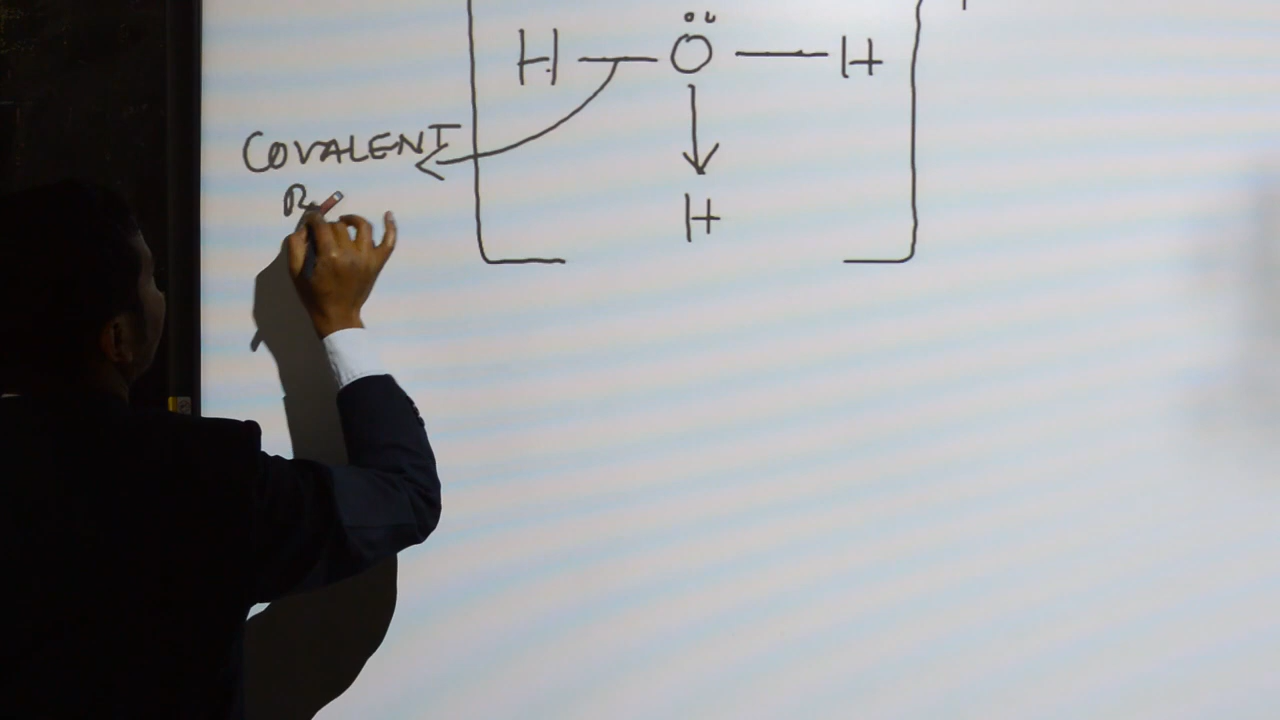 H — Ö — H
COVALENT
↓
H